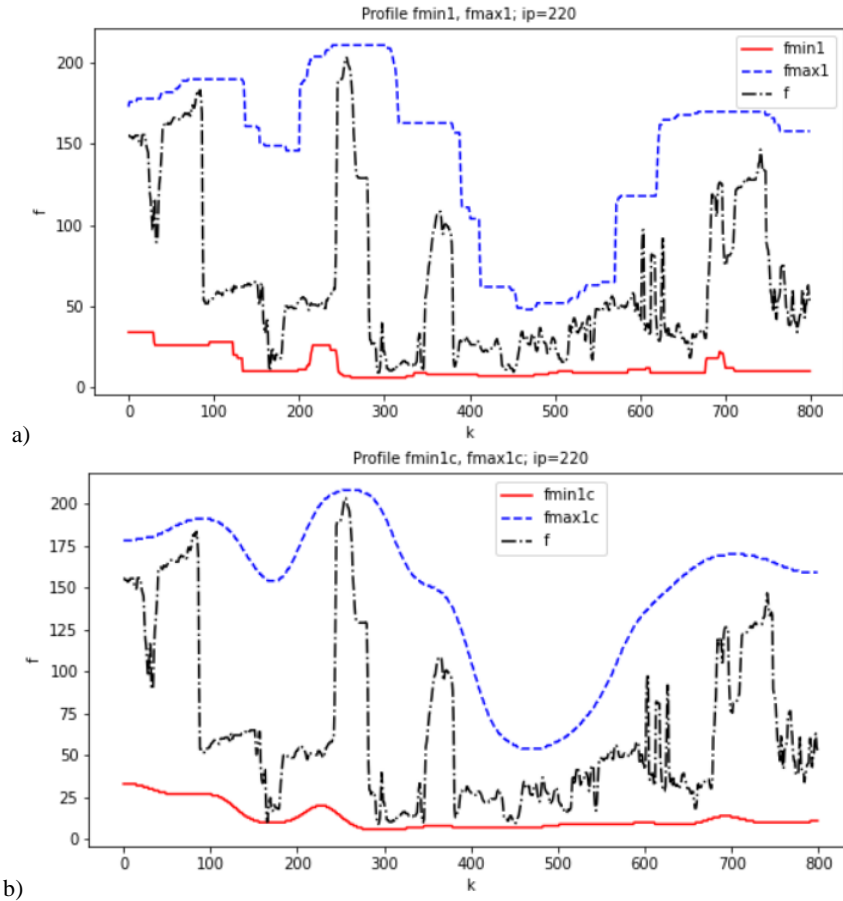 Profile fmin1, fmax1; ip=220
fmin1
fmax1
f
200
150
100
50
0
f
0 100 200 300 400 500 600 700 800
k
a)
Profile fmin1c, fmax1c; ip=220
fmin1c
fmax1c
f
200
175
150
125
100
75
50
25
0
f
0 100 200 300 400 500 600 700 800
k
b)